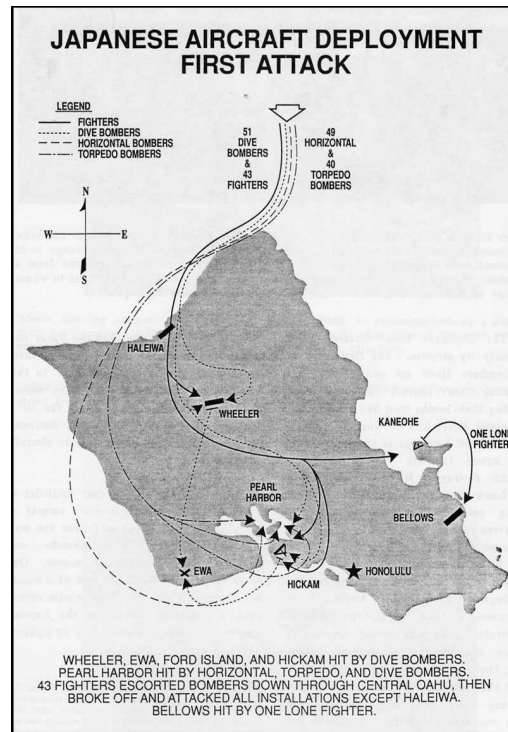 JAPANESE AIRCRAFT DEPLOYMENT
FIRST ATTACK
LEGEND
FIGHTERS
DIVE BOMBERS
HORIZONTAL BOMBERS
TORPEDO BOMBERS
51
DIVE
BOMBERS
&
43
FIGHTERS
49
HORIZONTAL
&
40
TORPEDO
BOMBERS
N
W
E
S
HALEIWA
WHEELER
KANEOHE
ONE LONE
FIGHTER
PEARL
HARBOR
BELLOWS
EWA
HICKAM
HONOLULU
WHEELER, EWA, FORD ISLAND, AND HICKAM HIT BY DIVE BOMBERS.
PEARL HARBOR HIT BY HORIZONTAL, TORPEDO, AND DIVE BOMBERS.
43 FIGHTERS ESCORTED BOMBERS DOWN THROUGH CENTRAL OAHU, THEN
BROKE OFF AND ATTACKED ALL INSTALLATIONS EXCEPT HALEIWA.
BELLOWS HIT BY ONE LONE FIGHTER.